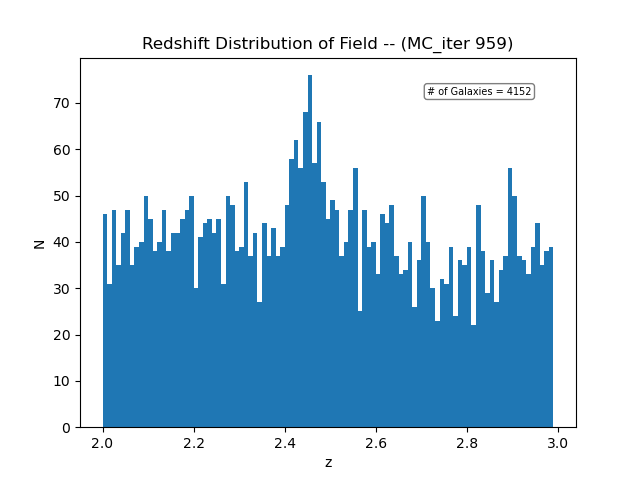 Redshift Distribution of Field -- (MC_iter 959)
# of Galaxies = 4152
70
60
50
40
30
20
10
0
N
2.0 2.2 2.4 2.6 2.8 3.0
z